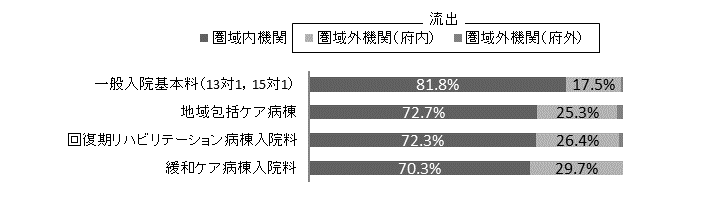 流出
■圏域内機関 ■圏域外機関(府内) ■圏域外機関(府外)
一般入院基本料(13対1, 15対1) 81.8% 17.5%
地域包括ケア病棟 72.7% 25.3%
回復期リハビリテーション病棟入院料 72.3% 26.4%
緩和ケア病棟入院料 70.3% 29.7%